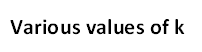 Various values of k